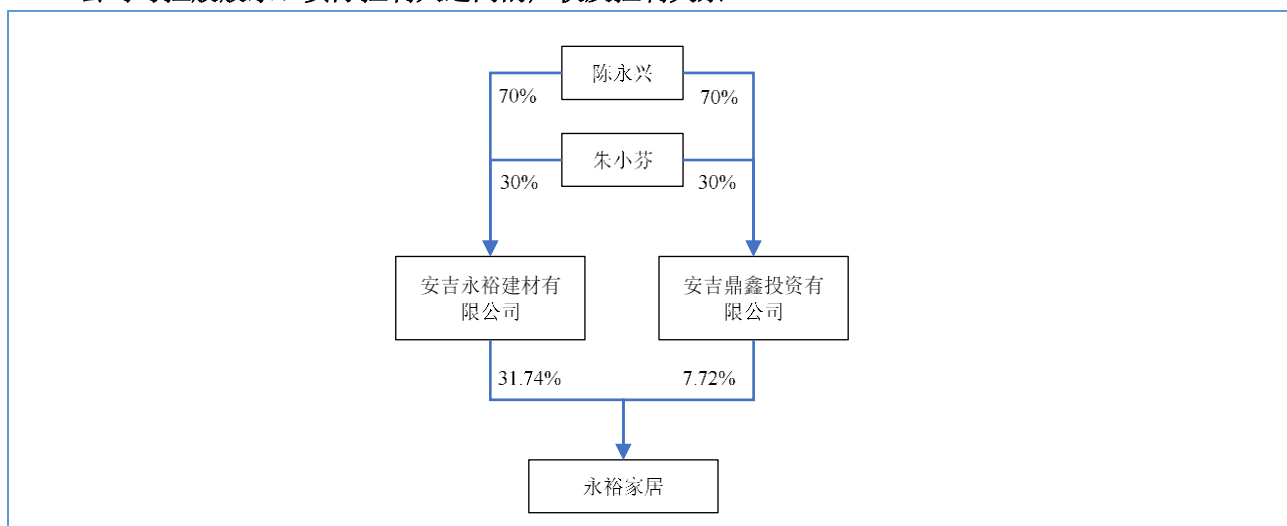 陈永兴
70%
70%
朱小芬
30%
30%
安吉永裕建材有
限公司
安吉鼎鑫投资有
限公司
31.74%
7.72%
永裕家居